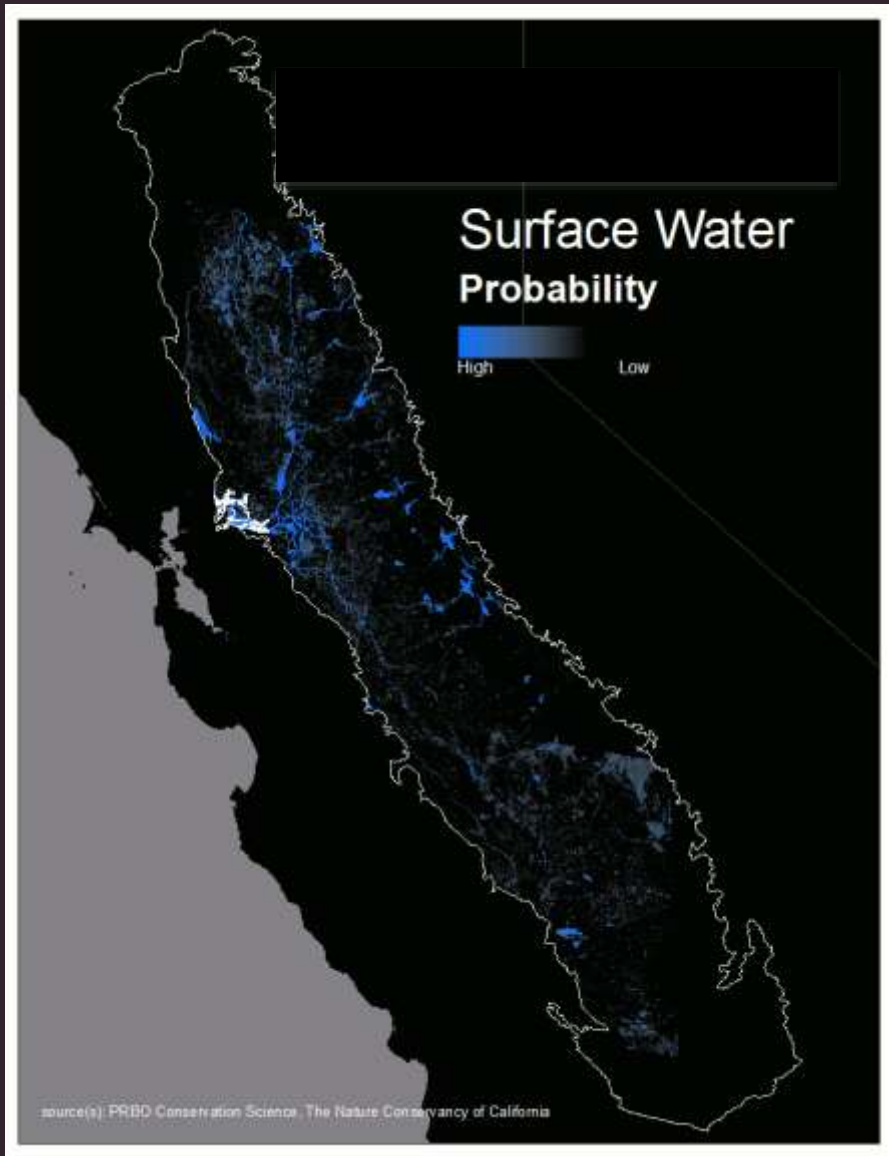 Surface Water
Probability
High Low
source(s): PRBO Conservation Science, The Nature Conservancy of California